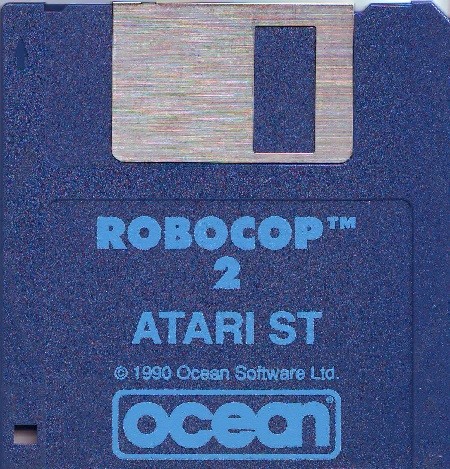 ROBOCOP™
2
ATARI ST
© 1990 Ocean Software Ltd.
ocean®